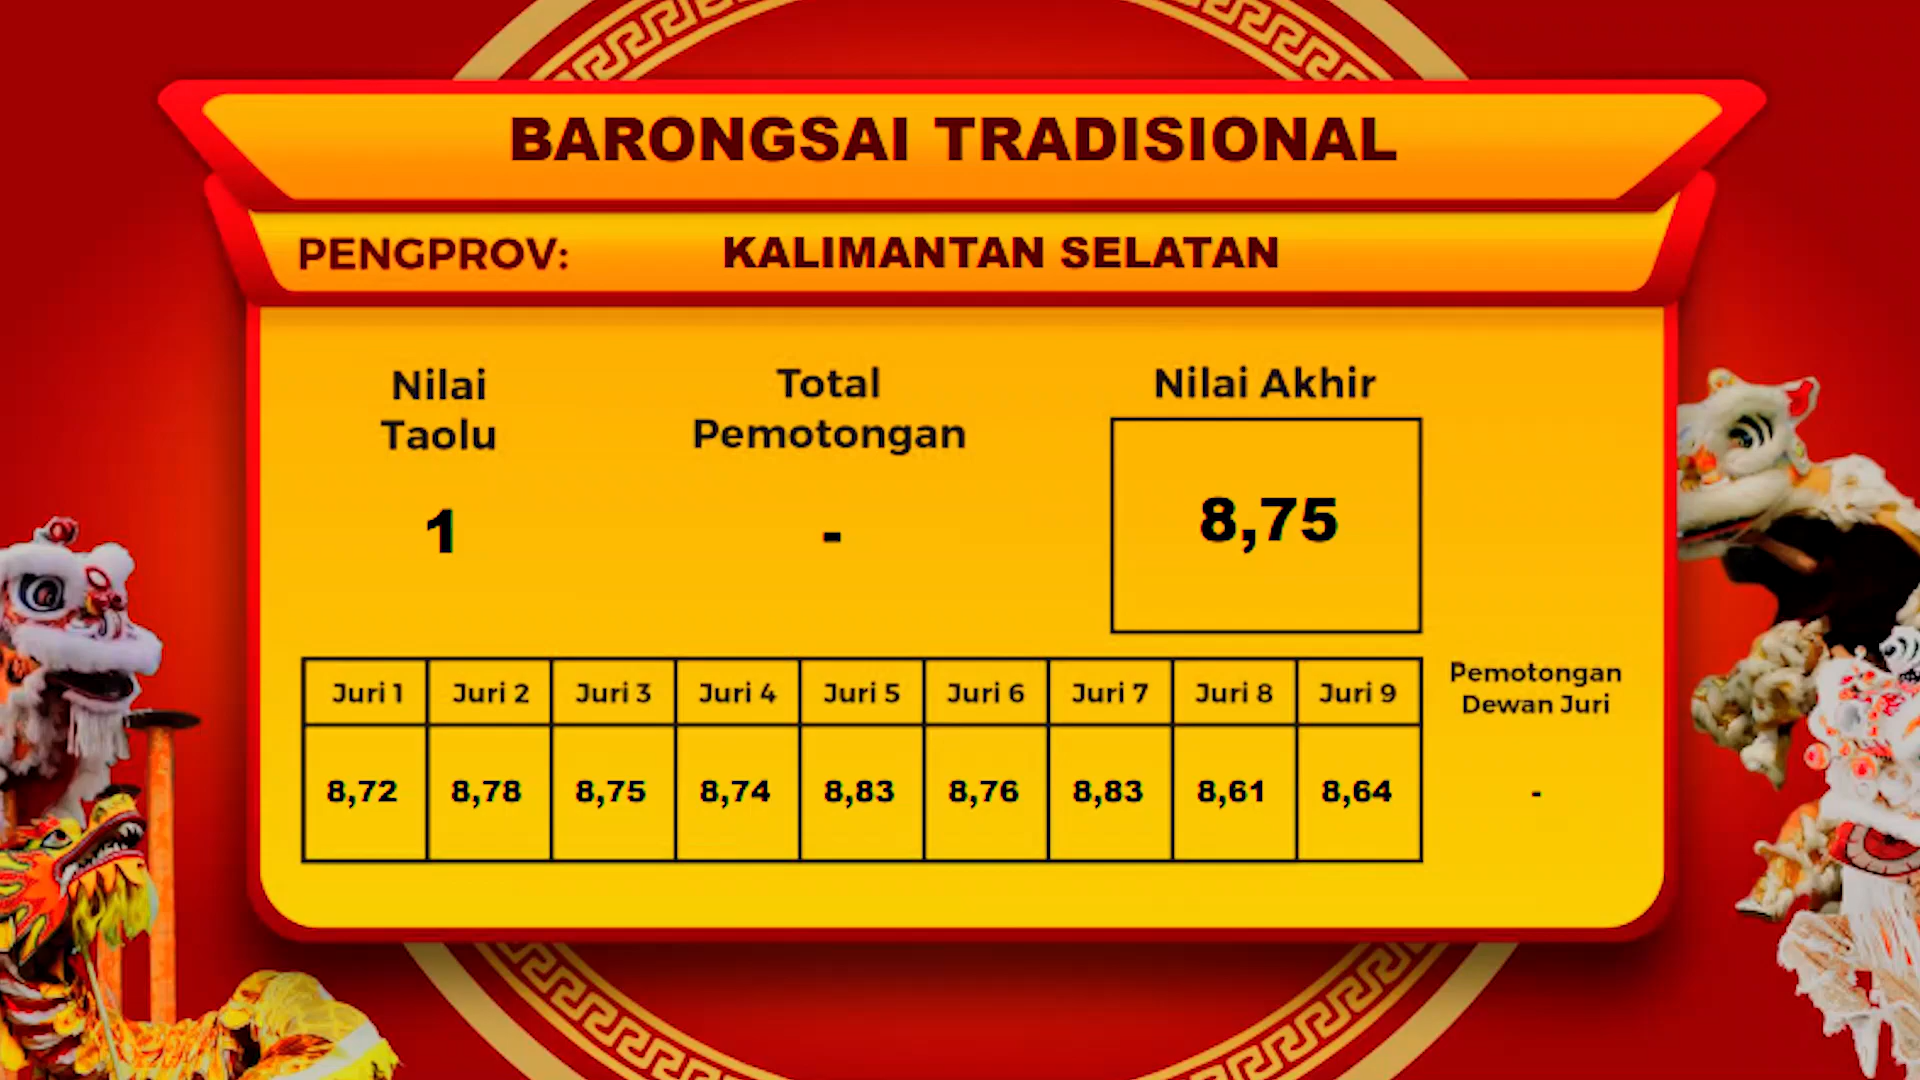 BARONGSAI TRADISIONAL
PENGPROV: KALIMANTAN SELATAN
Nilai Taolu
Total Pemotongan
Nilai Akhir
1
-
8,75
Juri 1 Juri 2 Juri 3 Juri 4 Juri 5 Juri 6 Juri 7 Juri 8 Juri 9
Pemotongan
Dewan Juri
8,72 8,78 8,75 8,74 8,83 8,76 8,83 8,61 8,64 -